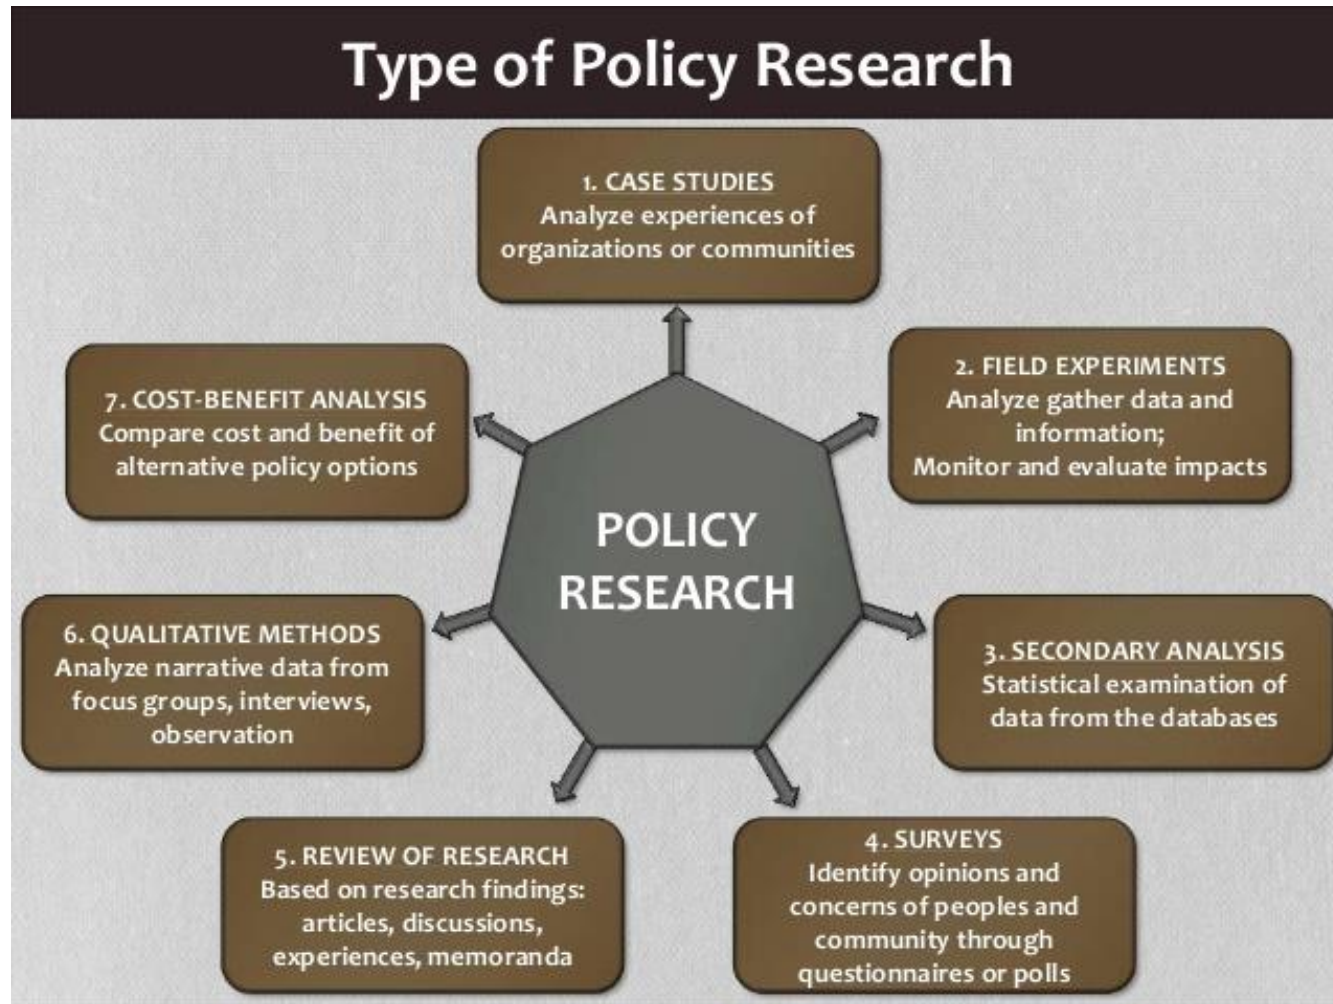 Type of Policy Research
1. CASE STUDIES
Analyze experiences of
organizations or communities
2. FIELD EXPERIMENTS
Analyze gather data and
information;
Monitor and evaluate impacts
3. SECONDARY ANALYSIS
Statistical examination of
data from the databases
4. SURVEYS
Identify opinions and
concerns of peoples and
community through
questionnaires or polls
5. REVIEW OF RESEARCH
Based on research findings:
articles, discussions,
experiences, memoranda
6. QUALITATIVE METHODS
Analyze narrative data from
focus groups, interviews,
observation
7. COST-BENEFIT ANALYSIS
Compare cost and benefit of
alternative policy options
POLICY
RESEARCH